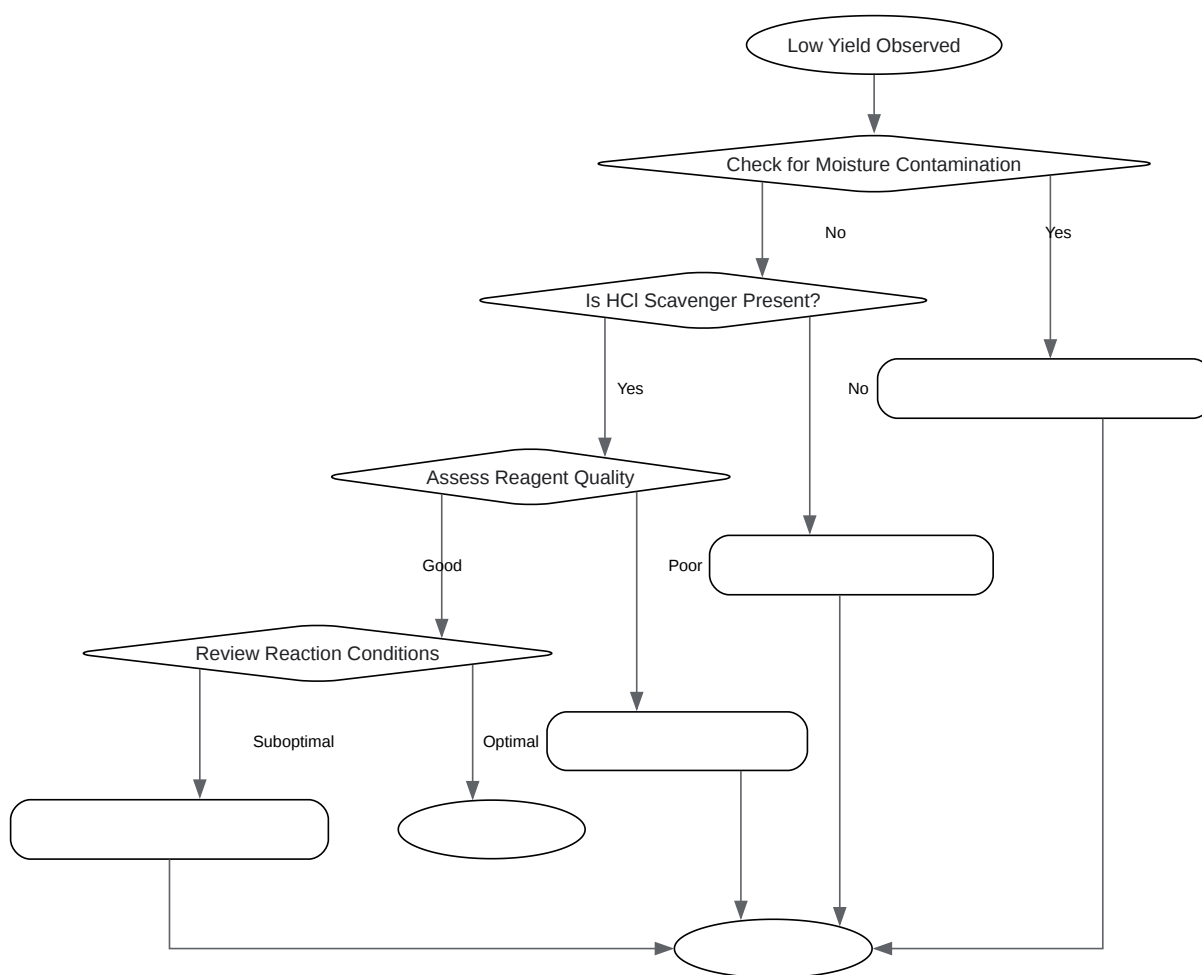 Low Yield Observed
Check for Moisture Contamination
No
Yes
Is HCl Scavenger Present?
Yes
No
Assess Reagent Quality
Good
Poor
Review Reaction Conditions
Suboptimal
Optimal